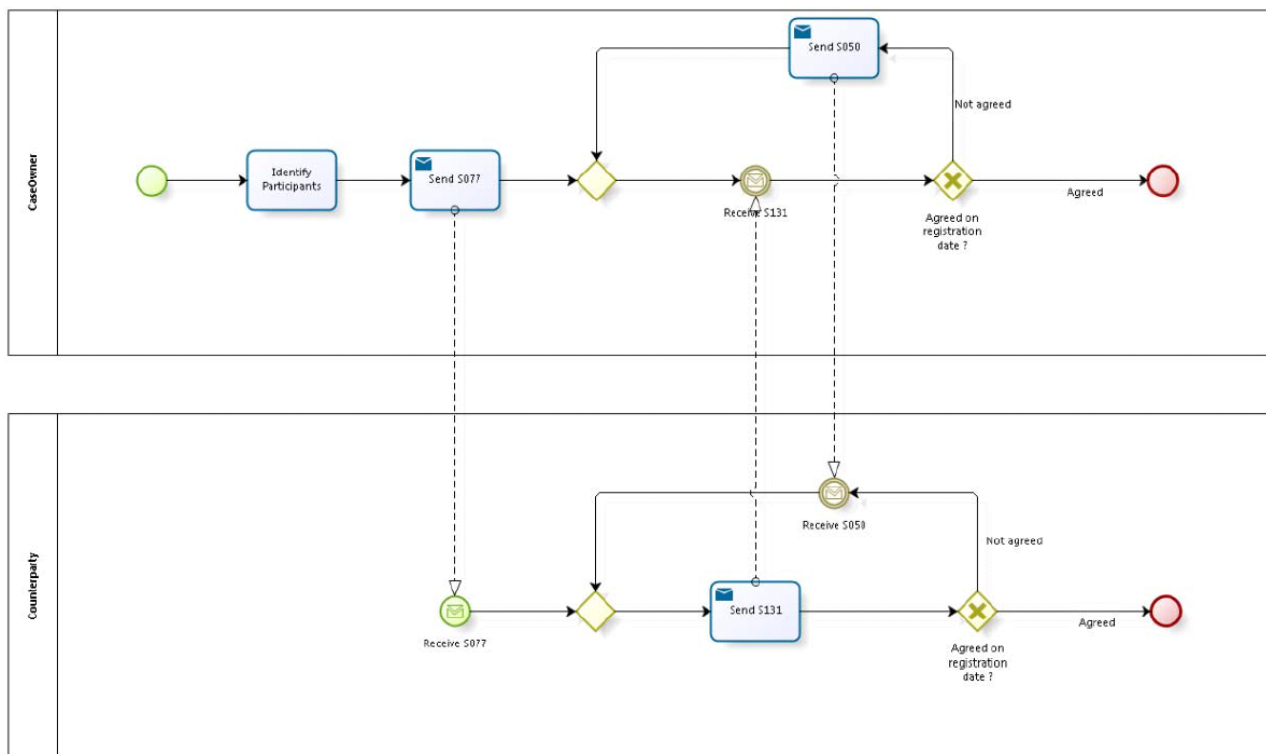 CaseOwner
Send S050
Not agreed
Identify
Participants
Send S077
Receive S131
Agreed
Agreed on
registration
date ?
Counterparty
Receive S050
Not agreed
Receive S077
Send S131
Agreed
Agreed on
registration
date ?